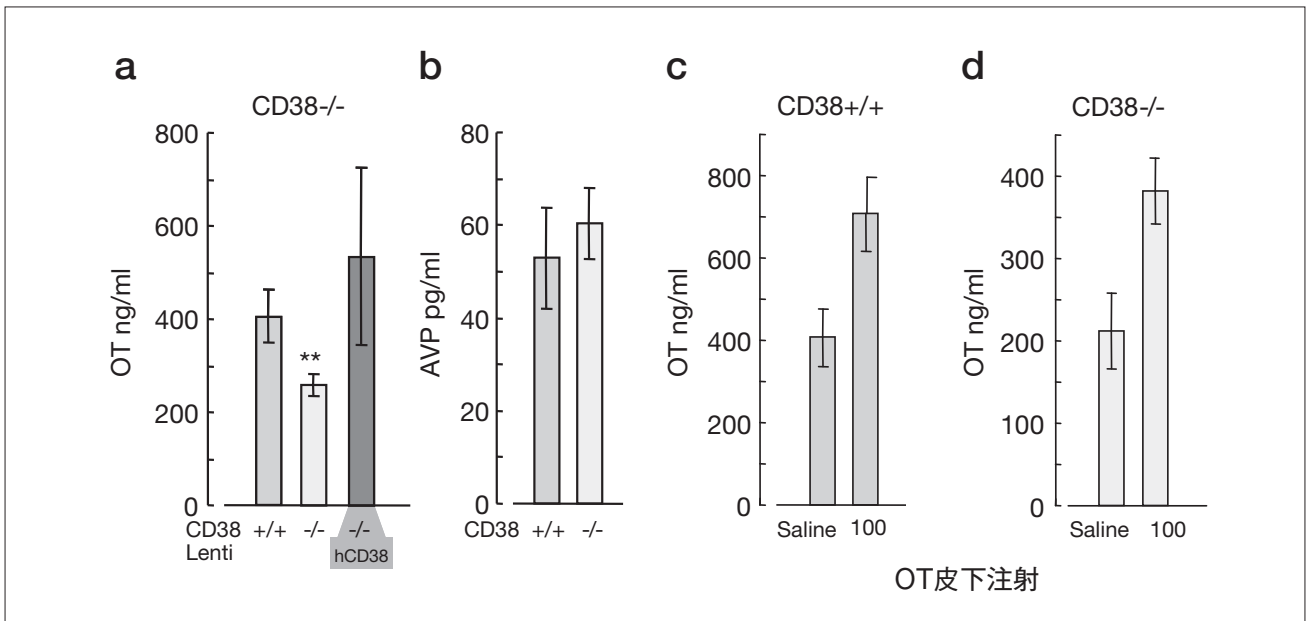 a
CD38-/-
800
600
400
200
0
OT ng/ml
**
CD38 +/+ -/- -/-
Lenti hCD38
b
80
60
40
20
0
AVP pg/ml
CD38 +/+ -/-
c
CD38+/+
800
600
400
200
0
OT ng/ml
Saline 100
d
CD38-/-
400
300
200
100
0
OT ng/ml
Saline 100
OT皮下注射